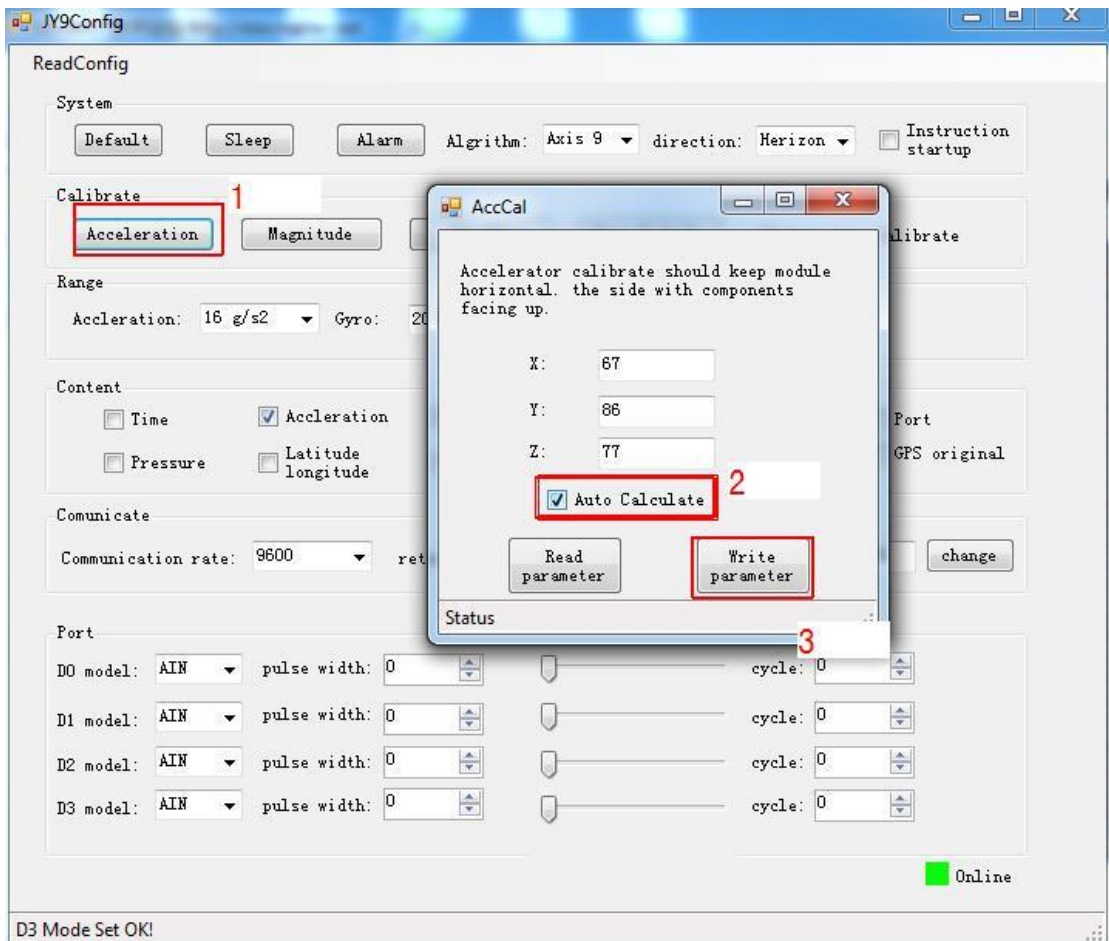 JY9Config
ReadConfig
System
Default Sleep Alarm Algrithm: Axis 9 direction: Herizon Instruction startup
Calibrate 1
Acceleration Magnitude alibrate
Range
Accleration: 16 g/s2 Gyro: 20
Content
Time Accleration Port
Pressure Latitude longitude GPS original
Comunicate
Communication rate: 9600 ret change
AccCal
Accelerator calibrate should keep module
horizontal. the side with components
facing up.
X: 67
Y: 86
Z: 77
Auto Calculate 2
Read parameter Write parameter
Status
3
Port
D0 model: AIN pulse width: 0 cycle: 0
D1 model: AIN pulse width: 0 cycle: 0
D2 model: AIN pulse width: 0 cycle: 0
D3 model: AIN pulse width: 0 cycle: 0
Online
D3 Mode Set OK!